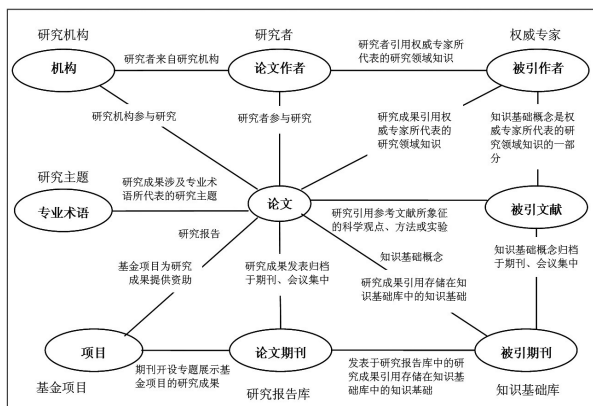 研究机构
研究者
权威专家
机构
研究者来自研究机构
论文作者
研究者引用权威专家所
代表的研究领域知识
被引作者
研究机构参与研究
研究者参与研究
研究成果引用权
威专家所代表的
研究领域知识
知识基础概念是权
威专家所代表的研
究领域知识的一部
分
研究主题
专业术语
研究成果涉及专业术
语所代表的研究主题
论文
研究引用参考文献所象征
的科学观点、方法或实验
被引文献
研究报告
知识基础概念
基金项目为研究
成果提供资助
研究成果发表归档
于期刊、会议集中
研究成果引用存储在知
识基础库中的知识基础
知识基础概念归档
于期刊、会议集中
项目
期刊开设专题展示基
金项目的研究成果
论文期刊
发表于研究报告库中的研
究成果引用存储在知识基
础库中的知识基础
被引期刊
基金项目
研究报告库
知识基础库